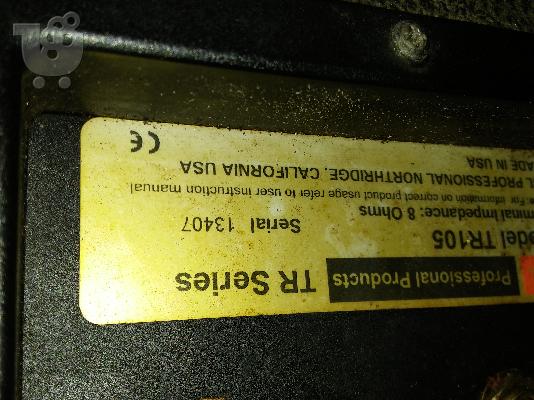 Professional Products TR Series
odel TR105
minal Impedance: 8 Ohms Serial 13407
e: For information on correct product usage refer to user instruction manual
L PROFESSIONAL NORTHRIDGE, CALIFORNIA USA
ADE IN USA CE